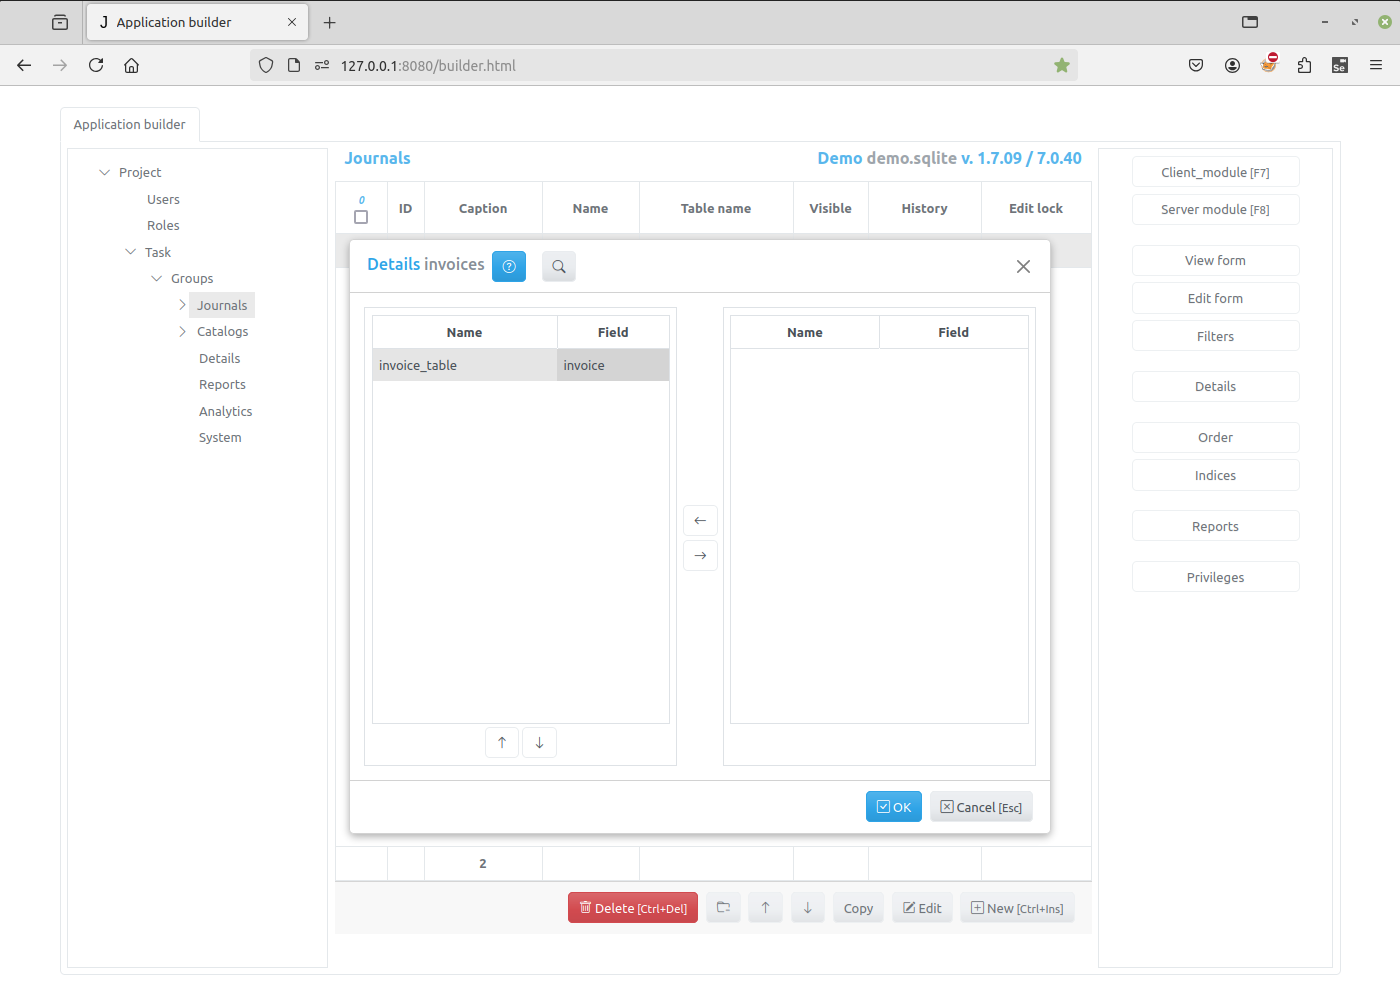 J Application builder
127.0.0.1:8080/builder.html
Se
Application builder
Project
Users
Roles
Task
Groups
Journals
Catalogs
Details
Reports
Analytics
System
Journals
Demo demo.sqlite v. 1.7.09 / 7.0.40
0
ID Caption Name Table name Visible History Edit lock
Details invoices
Name Field
invoice_table invoice
Name Field
OK
Cancel [Esc]
2
Delete [Ctrl+Del]
Copy
Edit
New [Ctrl+Ins]
Client_module [F7]
Server module [F8]
View form
Edit form
Filters
Details
Order
Indices
Reports
Privileges